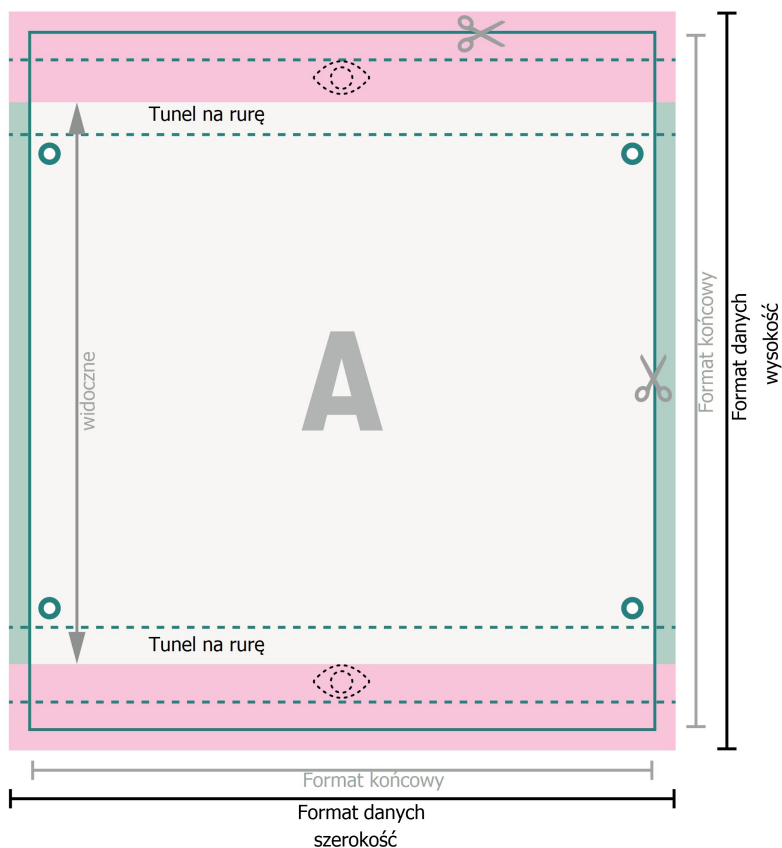 Tunel na rurę
A
widoczne
Format końcowy
Format danych
wysokość
Tunel na rurę
Format końcowy
Format danych
szerokość